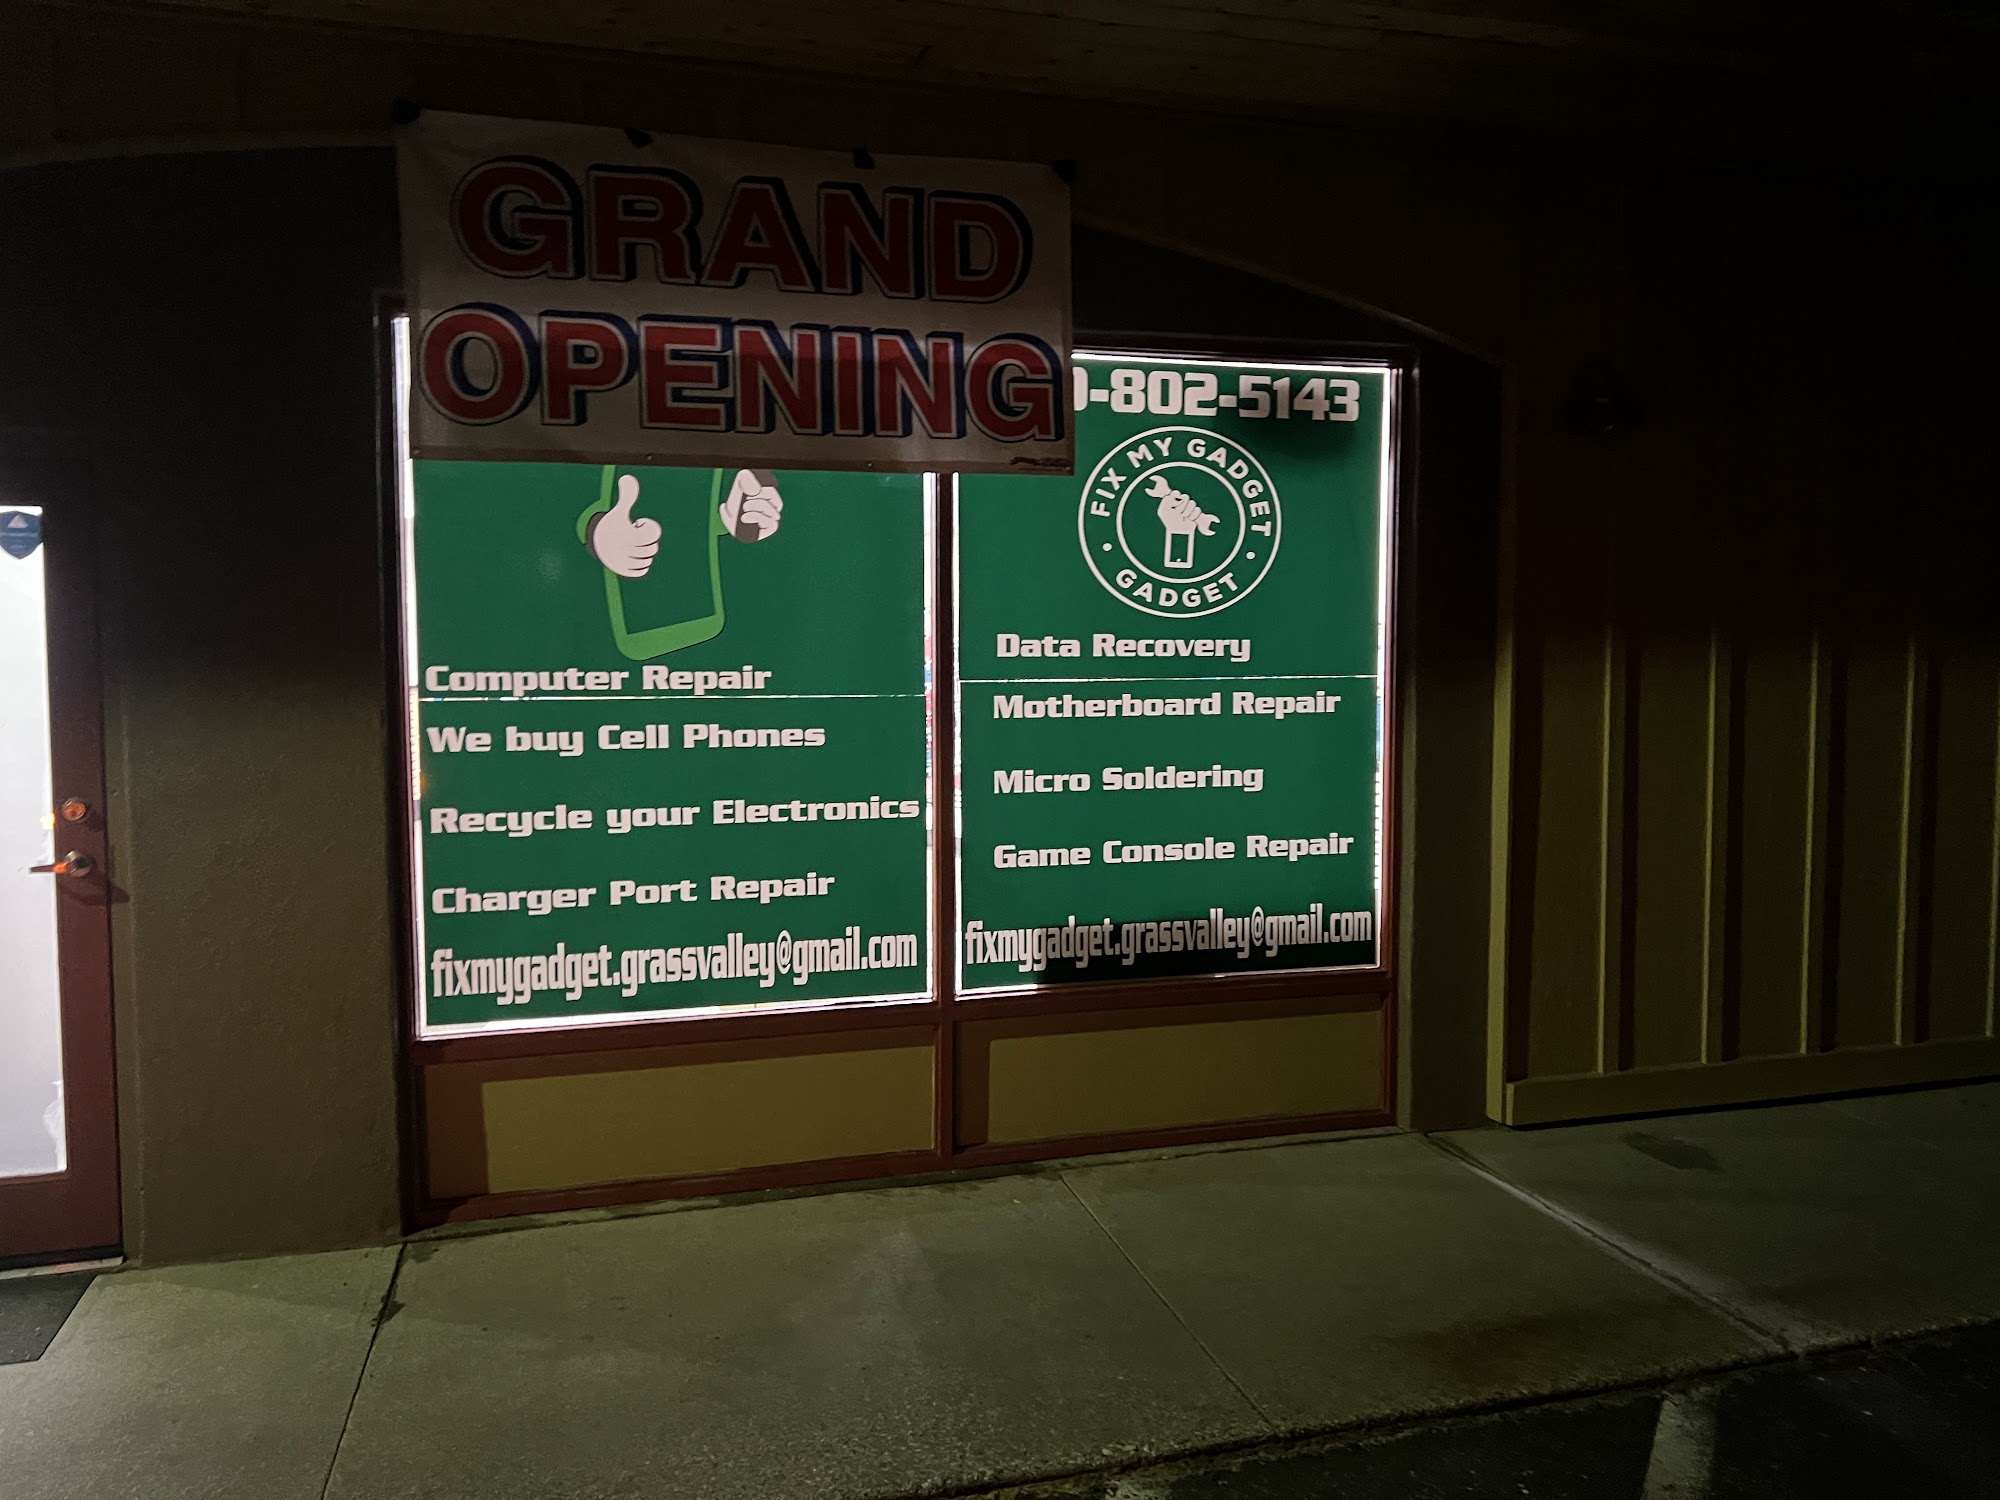 GRAND
OPENING
0-802-5143
FIX MY GADGET
GADGET
Computer Repair
We buy Cell Phones
Recycle your Electronics
Charger Port Repair
fixmygadget.grassvalley@gmail.com
Data Recovery
Motherboard Repair
Micro Soldering
Game Console Repair
fixmygadget.grassvalley@gmail.com